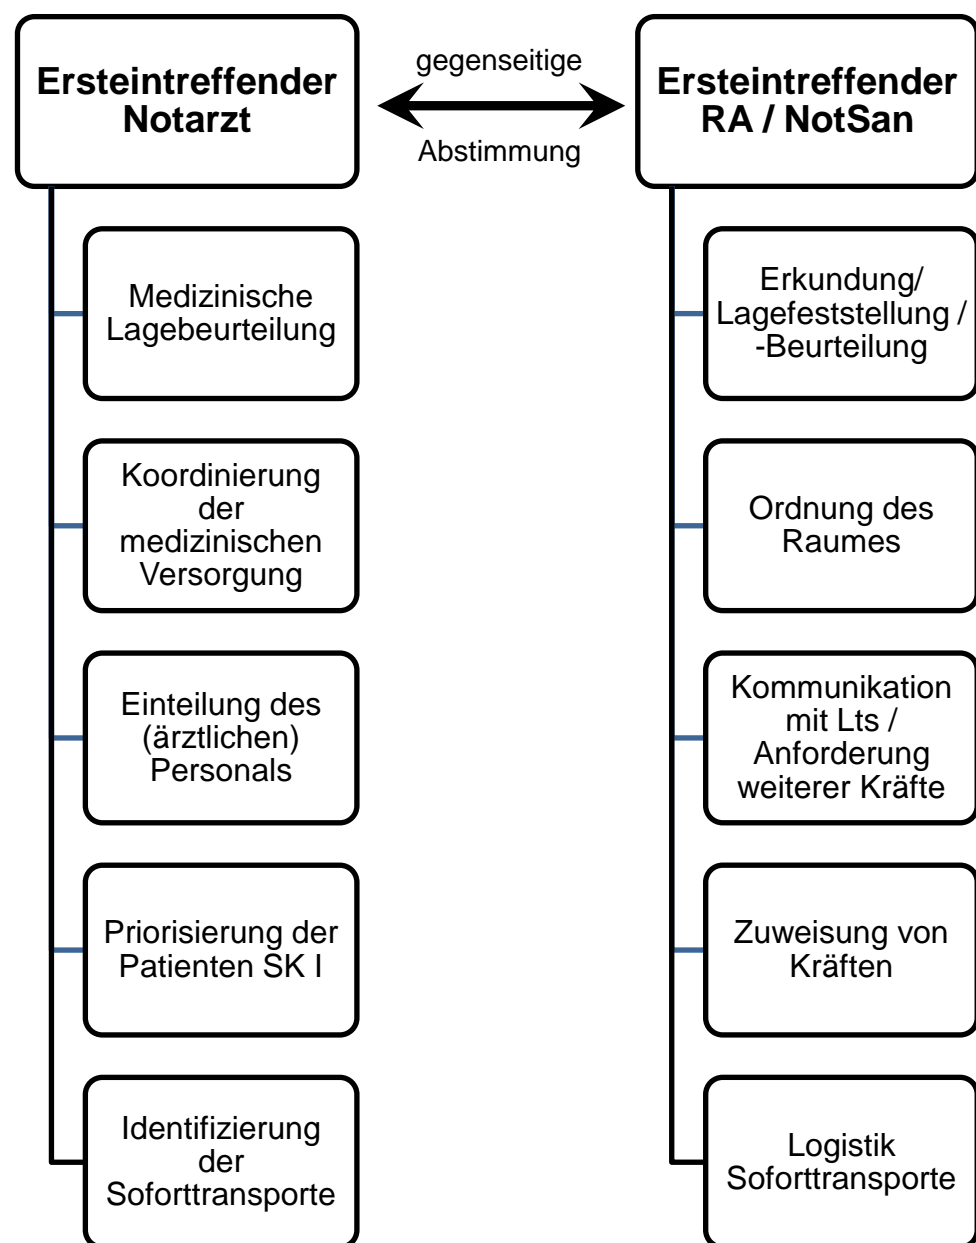 Ersteintreffender
Notarzt
gegenseitige
Abstimmung
Ersteintreffender
RA / NotSan
Medizinische
Lagebeurteilung
Koordinierung
der
medizinischen
Versorgung
Einteilung des
(ärztlichen)
Personals
Priorisierung der
Patienten SK I
Identifizierung
der
Soforttransporte
Erkundung/
Lagefeststellung /
-Beurteilung
Ordnung des
Raumes
Kommunikation
mit Lts /
Anforderung
weiterer Kräfte
Zuweisung von
Kräften
Logistik
Soforttransporte